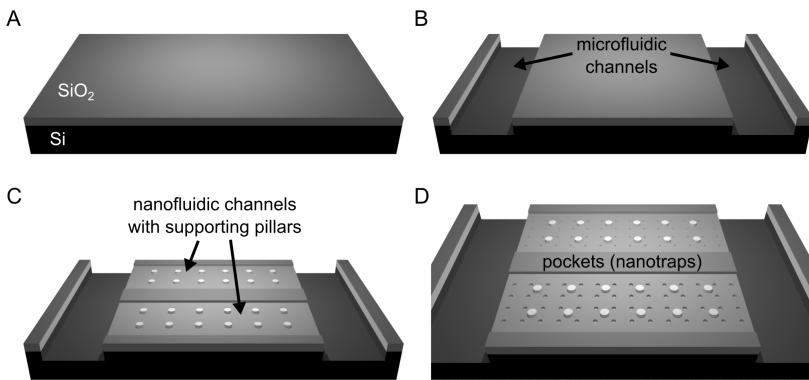 A
SiO₂
Si
B
microfluidic
channels
C
nanofluidic channels
with supporting pillars
D
pockets (nanotraps)